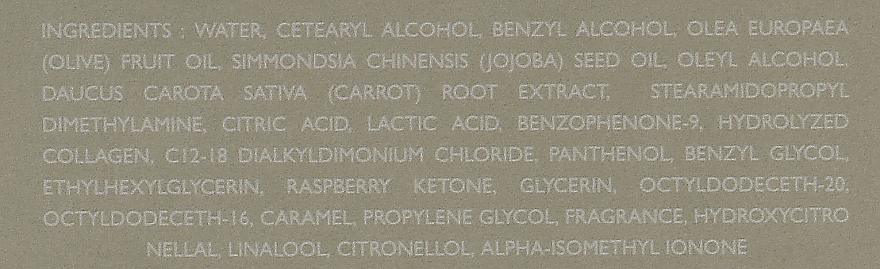 INGREDIENTS : WATER, CETEARYL ALCOHOL, BENZYL ALCOHOL, OLEA EUROPAEA
(OLIVE) FRUIT OIL, SIMMONDSIA CHINENSIS (JOJOBA) SEED OIL, OLEYL ALCOHOL,
DAUCUS CAROTA SATIVA (CARROT) ROOT EXTRACT, STEARAMIDOPROPYL
DIMETHYLAMINE, CITRIC ACID, LACTIC ACID, BENZOPHENONE-9, HYDROLYZED
COLLAGEN, C12-18 DIALKYLDIMONIUM CHLORIDE, PANTHENOL, BENZYL GLYCOL,
ETHYLHEXYLGLYCERIN, RASPBERRY KETONE, GLYCERIN, OCTYLDODECETH-20,
OCTYLDODECETH-16, CARAMEL, PROPYLENE GLYCOL, FRAGRANCE, HYDROXYCITRO
NELLAL, LINALOOL, CITRONELLOL, ALPHA-ISOMETHYL IONONE